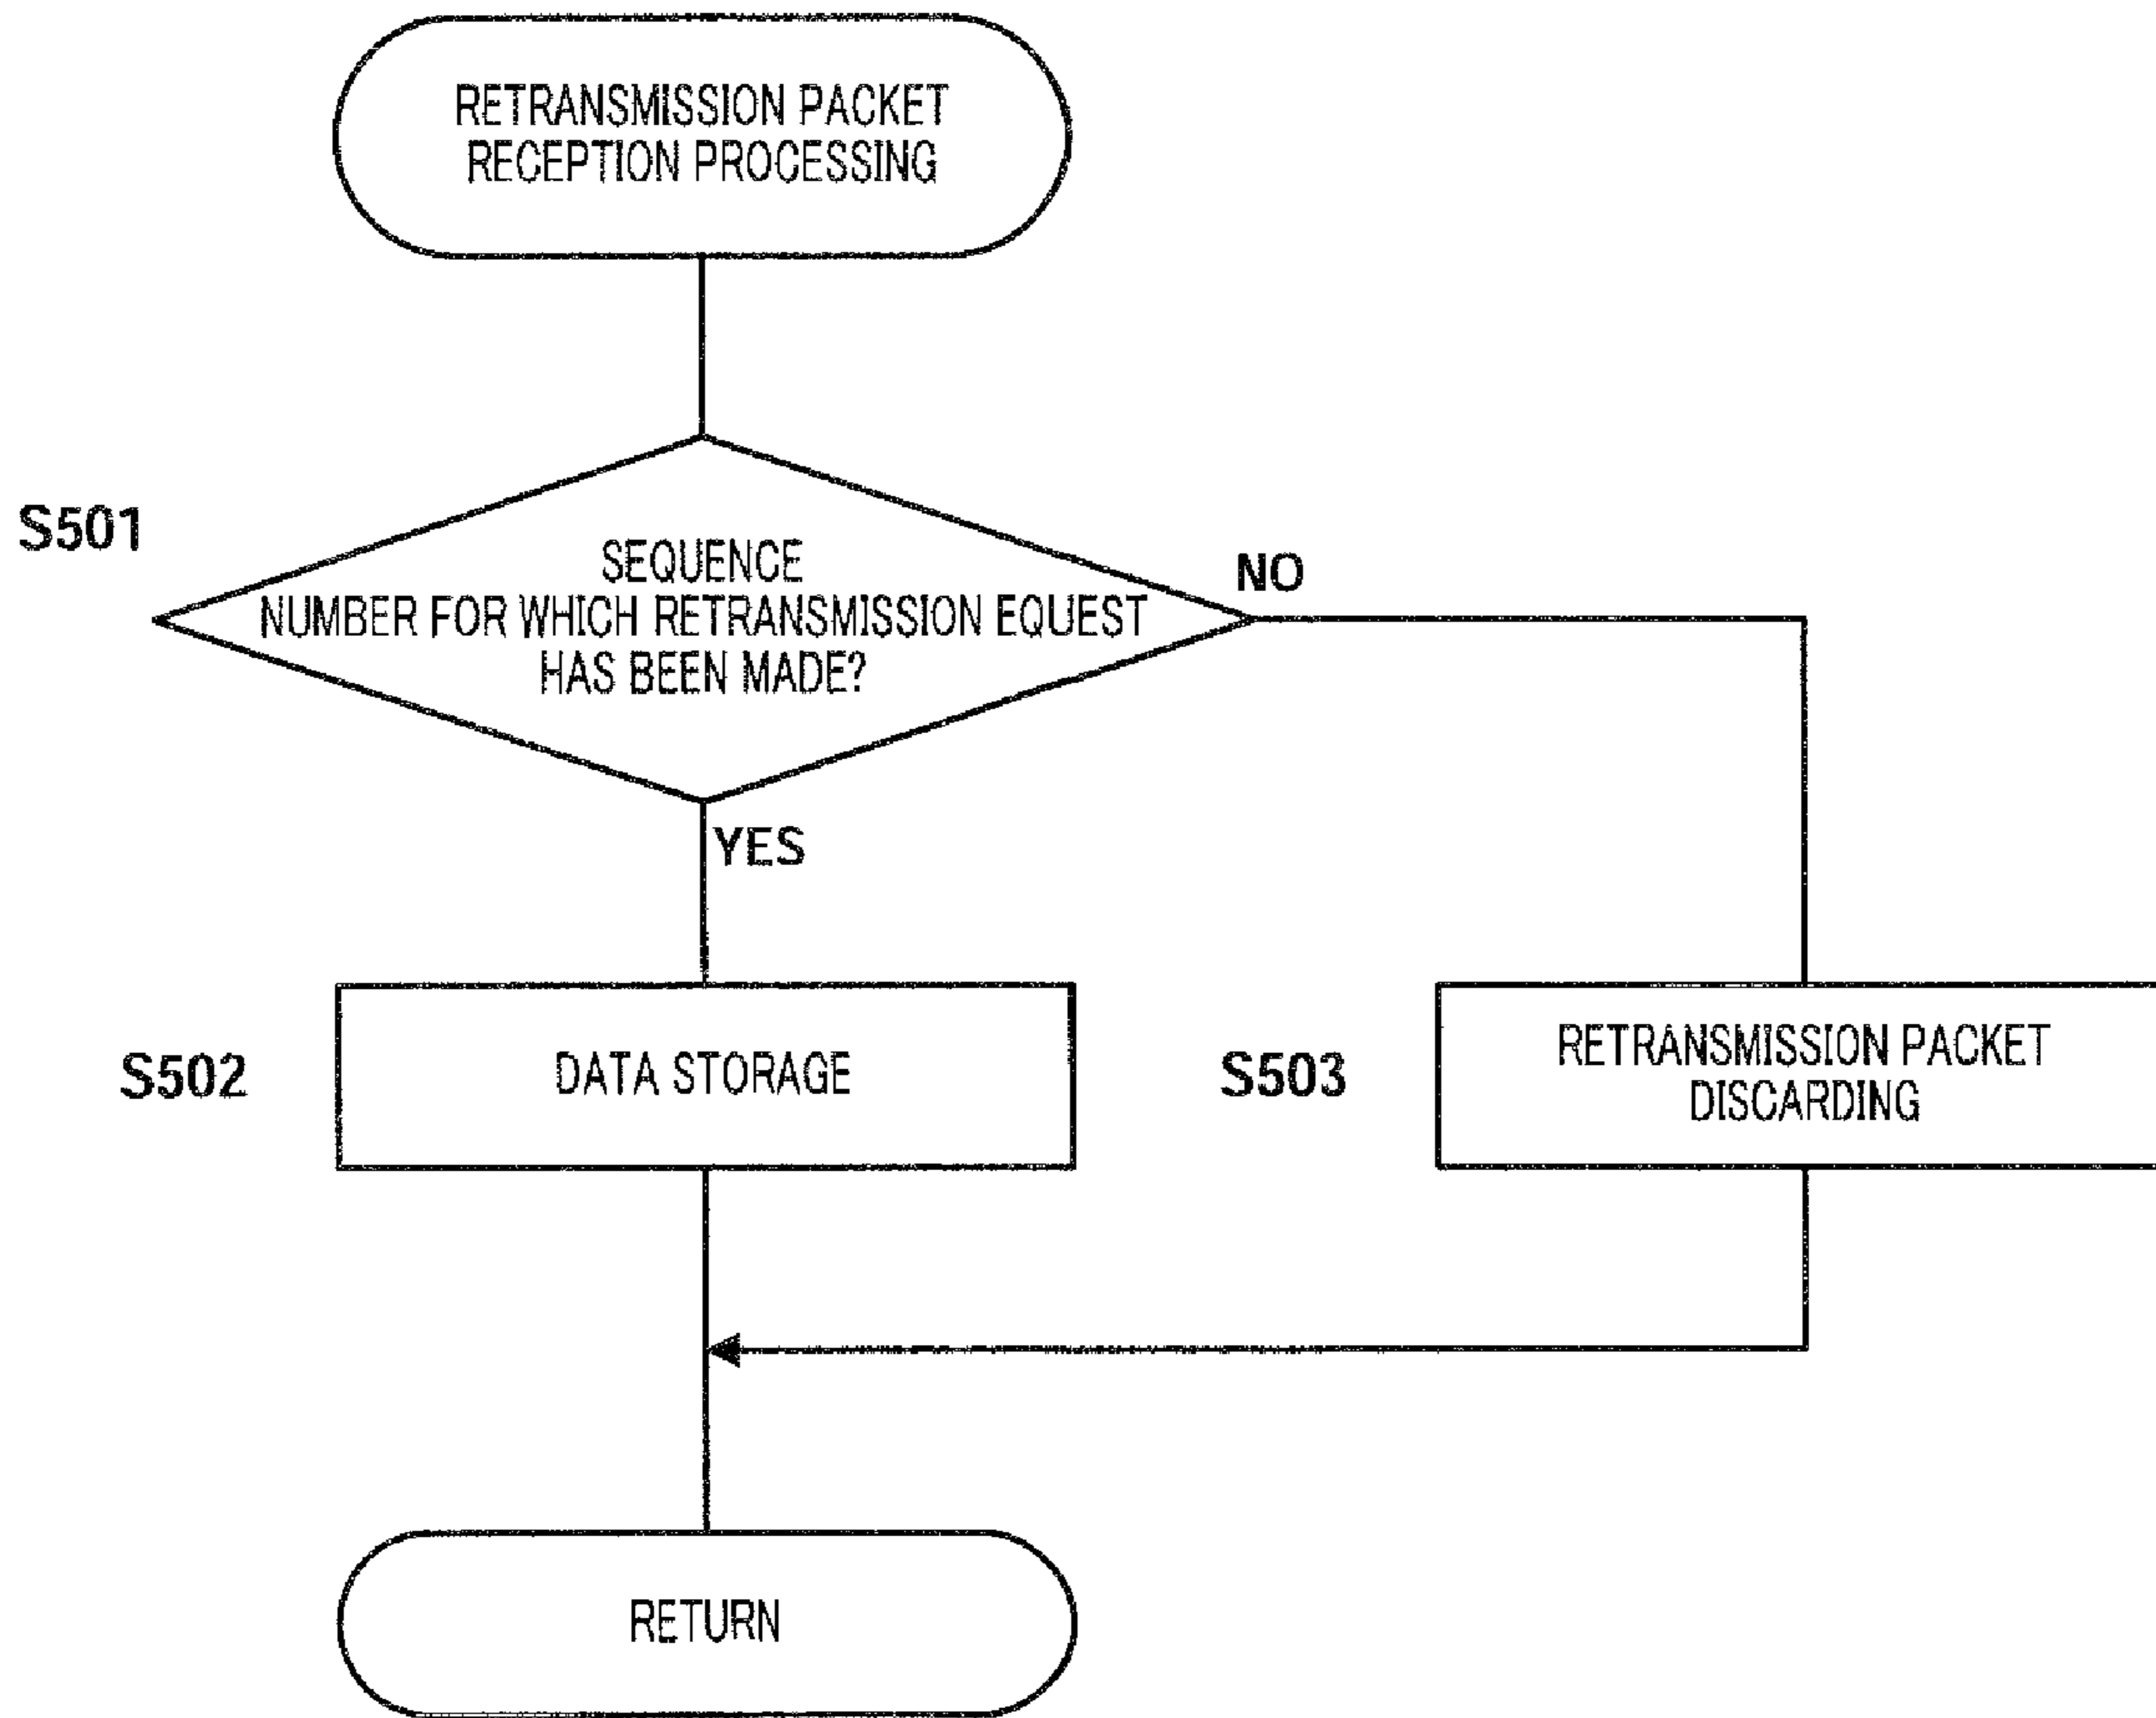 RETRANSMISSION PACKET
RECEPTION PROCESSING
S501
SEQUENCE
NUMBER FOR WHICH RETRANSMISSION EQUEST
HAS BEEN MADE?
NO
YES
S502
DATA STORAGE
S503
RETRANSMISSION PACKET
DISCARDING
RETURN